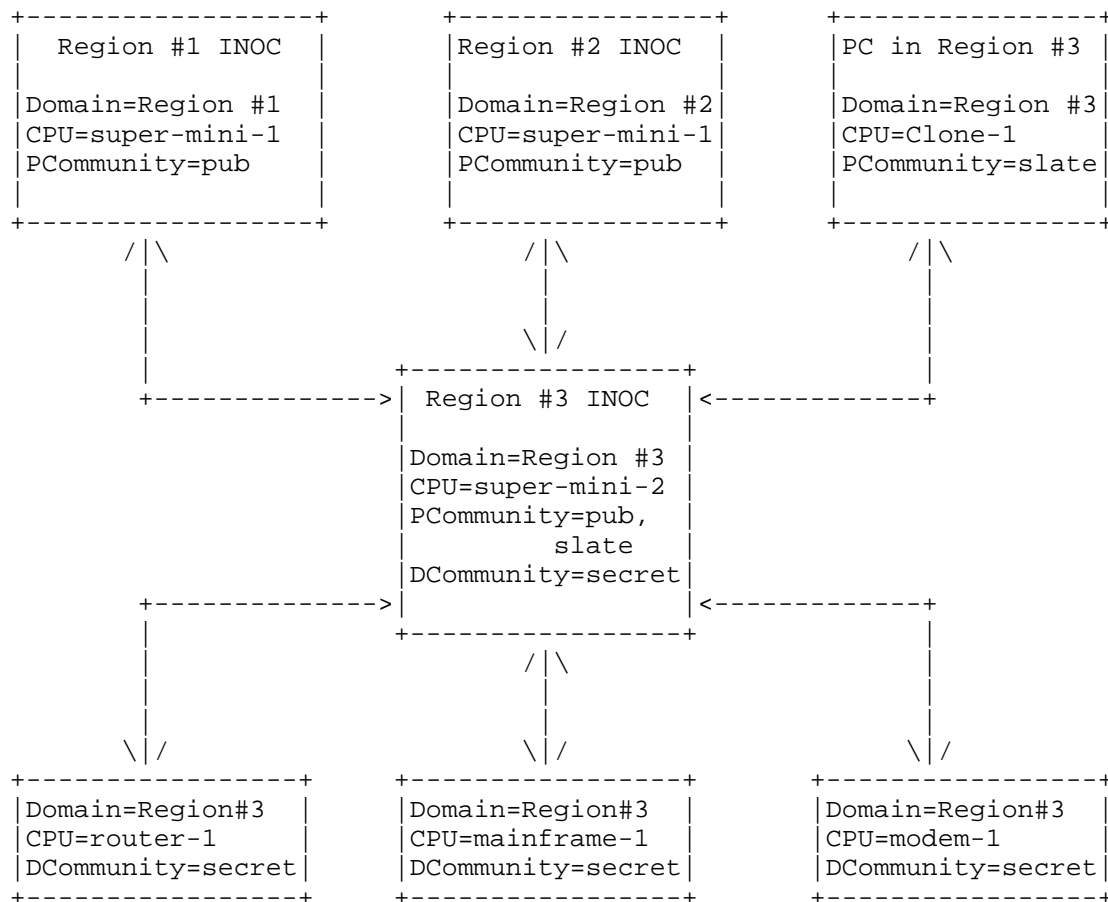 Region #1 INOC
Domain=Region #1
CPU=super-mini-1
PCommunity=pub
Region #2 INOC
Domain=Region #2
CPU=super-mini-1
PCommunity=pub
PC in Region #3
Domain=Region #3
CPU=Clone-1
PCommunity=slate
Region #3 INOC
Domain=Region #3
CPU=super-mini-2
PCommunity=pub,
slate
DCommunity=secret
Domain=Region#3
CPU=router-1
DCommunity=secret
Domain=Region#3
CPU=mainframe-1
DCommunity=secret
Domain=Region#3
CPU=modem-1
DCommunity=secret